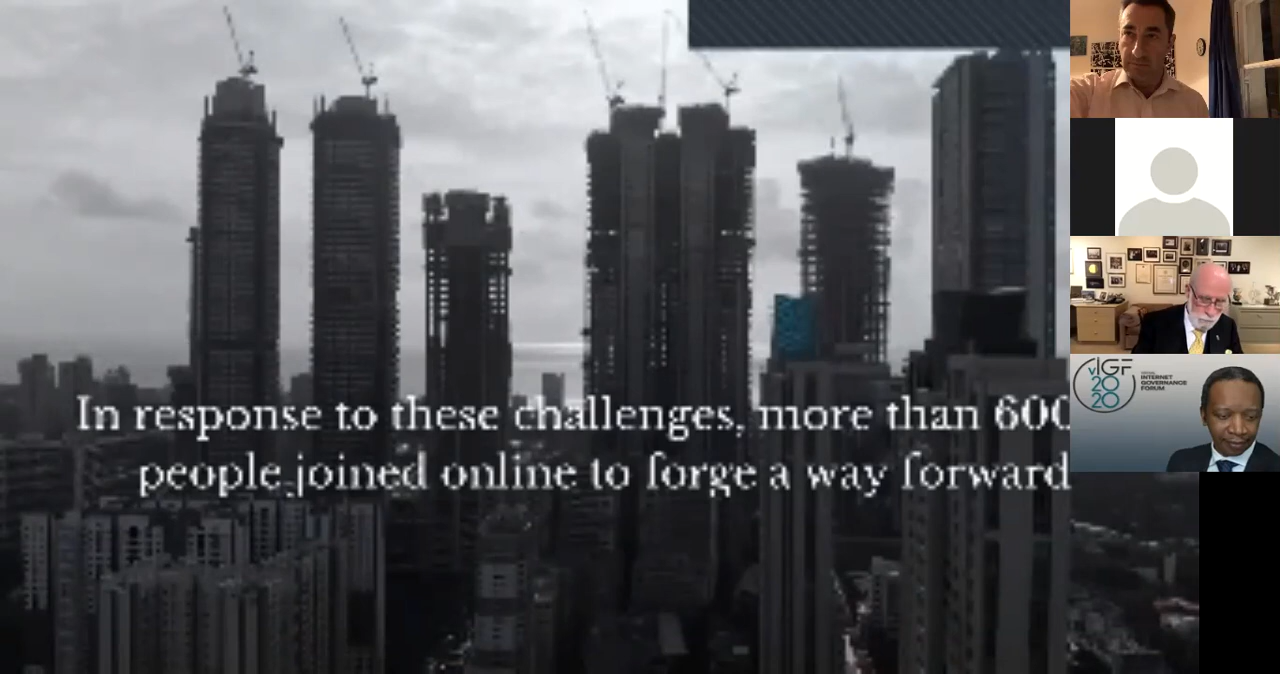 In response to these challenges, more than 600
people joined online to forge a way forward
vIGF
2020
INTERNET
GOVERNANCE
FORUM